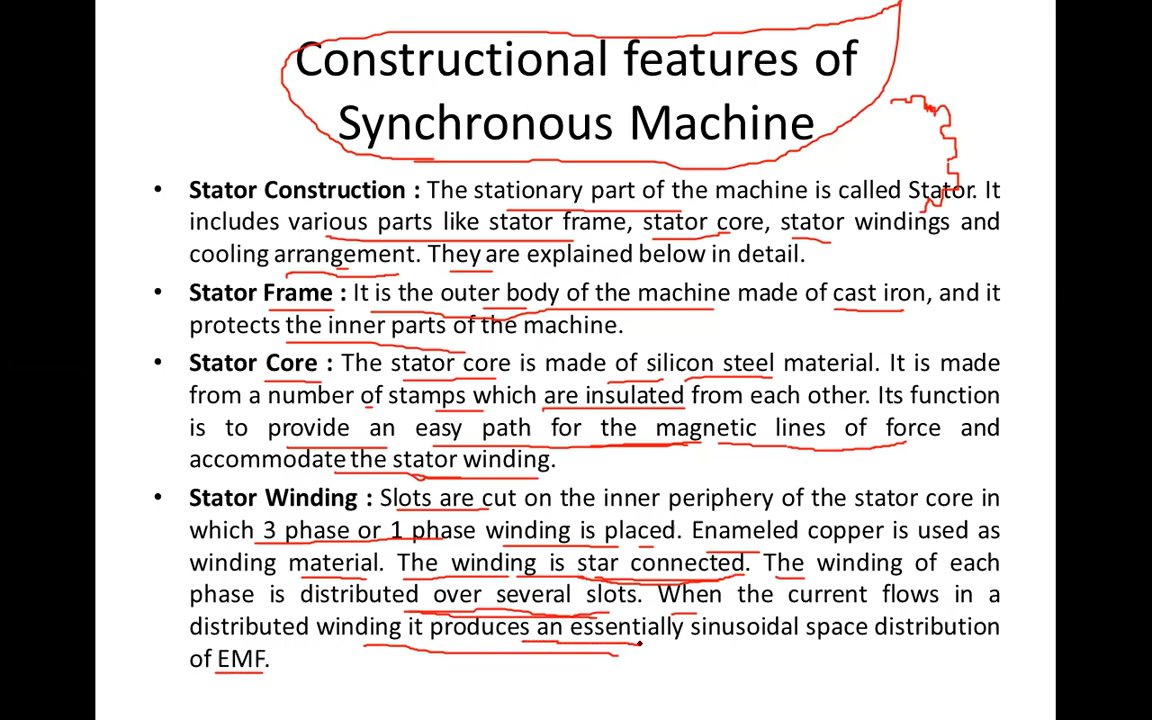 Constructional features of
Synchronous Machine
• Stator Construction : The stationary part of the machine is called Stator. It
includes various parts like stator frame, stator core, stator windings and
cooling arrangement. They are explained below in detail.
• Stator Frame : It is the outer body of the machine made of cast iron, and it
protects the inner parts of the machine.
• Stator Core : The stator core is made of silicon steel material. It is made
from a number of stamps which are insulated from each other. Its function
is to provide an easy path for the magnetic lines of force and
accommodate the stator winding.
• Stator Winding : Slots are cut on the inner periphery of the stator core in
which 3 phase or 1 phase winding is placed. Enameled copper is used as
winding material. The winding is star connected. The winding of each
phase is distributed over several slots. When the current flows in a
distributed winding it produces an essentially sinusoidal space distribution
of EMF.